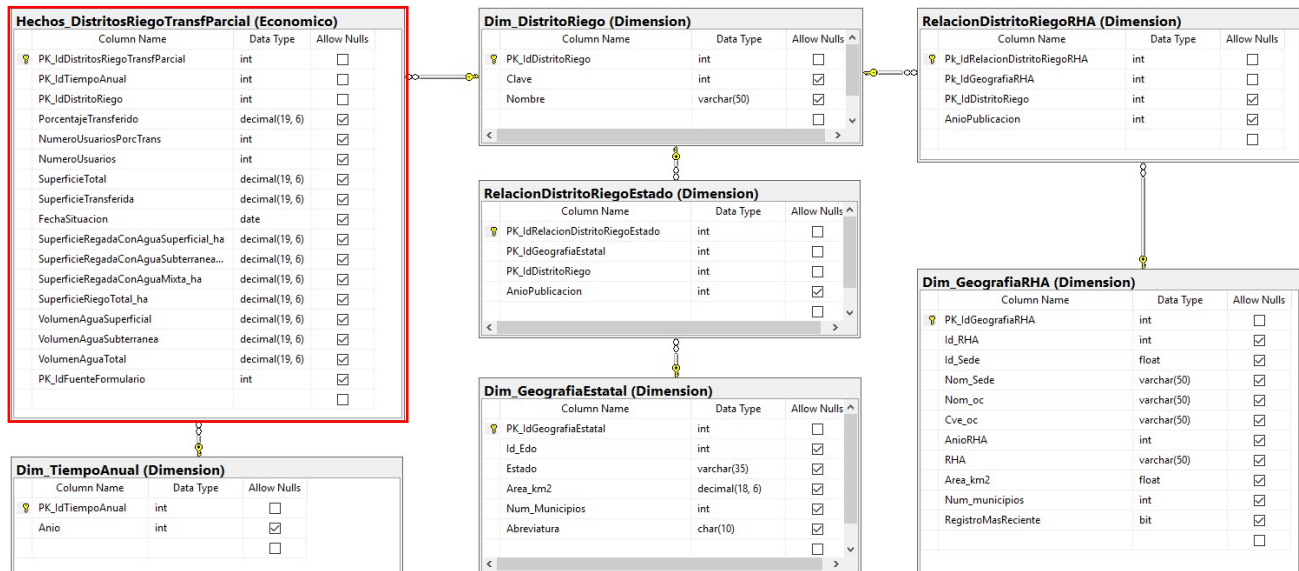 Hechos_DistritosRiegoTransfParcial (Economico)
Column Name Data Type Allow Nulls
PK_IdDistritosRiegoTransfParcial int
PK_IdTiempoAnual int
PK_IdDistritoRiego int
PorcentajeTransferido decimal(19, 6)
NumeroUsuariosPorcTrans int
NumeroUsuarios int
SuperficieTotal decimal(19, 6)
SuperficieTransferida decimal(19, 6)
FechaSituacion date
SuperficieRegadaConAguaSuperficial_ha decimal(19, 6)
SuperficieRegadaConAguaSubterranea... decimal(19, 6)
SuperficieRegadaConAguaMixta_ha decimal(19, 6)
SuperficieRiegoTotal_ha decimal(19, 6)
VolumenAguaSuperficial decimal(19, 6)
VolumenAguaSubterranea decimal(19, 6)
VolumenAguaTotal decimal(19, 6)
PK_IdFuenteFormulario int
Dim_TiempoAnual (Dimension)
Column Name Data Type Allow Nulls
PK_IdTiempoAnual int
Anio int
Dim_DistritoRiego (Dimension)
Column Name Data Type Allow Nulls
PK_IdDistritoRiego int
Clave int
Nombre varchar(50)
RelacionDistritoRiegoEstado (Dimension)
Column Name Data Type Allow Nulls
PK_IdRelacionDistritoRiegoEstado int
PK_IdGeografiaEstatal int
PK_IdDistritoRiego int
AnioPublicacion int
Dim_GeografiaEstatal (Dimension)
Column Name Data Type Allow Nulls
PK_IdGeografiaEstatal int
Id_Edo int
Estado varchar(35)
Area_km2 decimal(18, 6)
Num_Municipios int
Abreviatura char(10)
RelacionDistritoRiegoRHA (Dimension)
Column Name Data Type Allow Nulls
Pk_IdRelacionDistritoRiegoRHA int
Pk_IdGeografiaRHA int
PK_IdDistritoRiego int
AnioPublicacion int
Dim_GeografiaRHA (Dimension)
Column Name Data Type Allow Nulls
PK_IdGeografiaRHA int
Id_RHA int
Id_Sede float
Nom_Sede varchar(50)
Nom_oc varchar(50)
Cve_oc varchar(50)
AnioRHA int
RHA varchar(50)
Area_km2 float
Num_municipios int
RegistroMasReciente bit